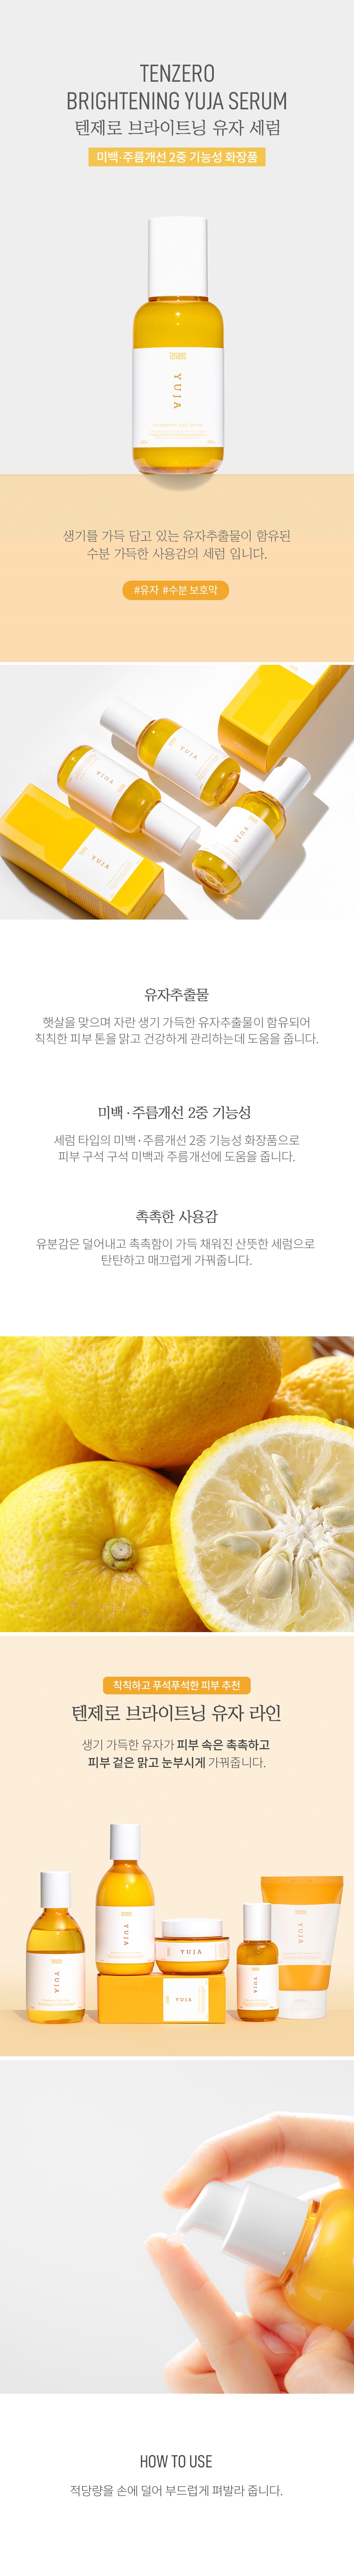 TENZERO
BRIGHTENING YUJA SERUM
텐제로 브라이트닝 유자 세럼
미백·주름개선 2중 기능성 화장품
Tenzero
YUJA
생기를 가득 담고 있는 유자추출물이 함유된
수분 가득한 사용감의 세럼 입니다.
#유자 #수분 보호막
YUJA
YUJA
YUJA
YUJA
유자추출물
햇살을 맞으며 자란 생기 가득한 유자추출물이 함유되어
칙칙한 피부 톤을 맑고 건강하게 관리하는데 도움을 줍니다.
미백·주름개선 2중 기능성
세럼 타입의 미백·주름개선 2중 기능성 화장품으로
피부 구석 구석 미백과 주름개선에 도움을 줍니다.
촉촉한 사용감
유분감은 덜어내고 촉촉함이 가득 채워진 산뜻한 세럼으로
탄탄하고 매끄럽게 가꿔줍니다.
칙칙하고 푸석푸석한 피부 추천
텐제로 브라이트닝 유자 라인
생기 가득한 유자가 피부 속은 촉촉하고
피부 겉은 맑고 눈부시게 가꿔줍니다.
YUJA
YUJA
YUJA
YUJA
YUJA
YUJA
HOW TO USE
적당량을 손에 덜어 부드럽게 펴발라 줍니다.